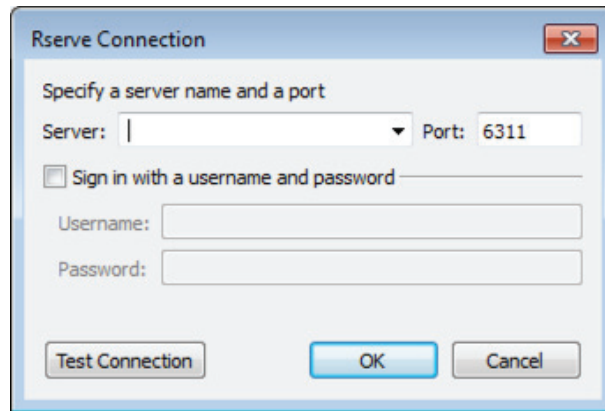 Rserve Connection
Specify a server name and a port
Server: Port: 6311
Sign in with a username and password
Username:
Password:
Test Connection OK Cancel